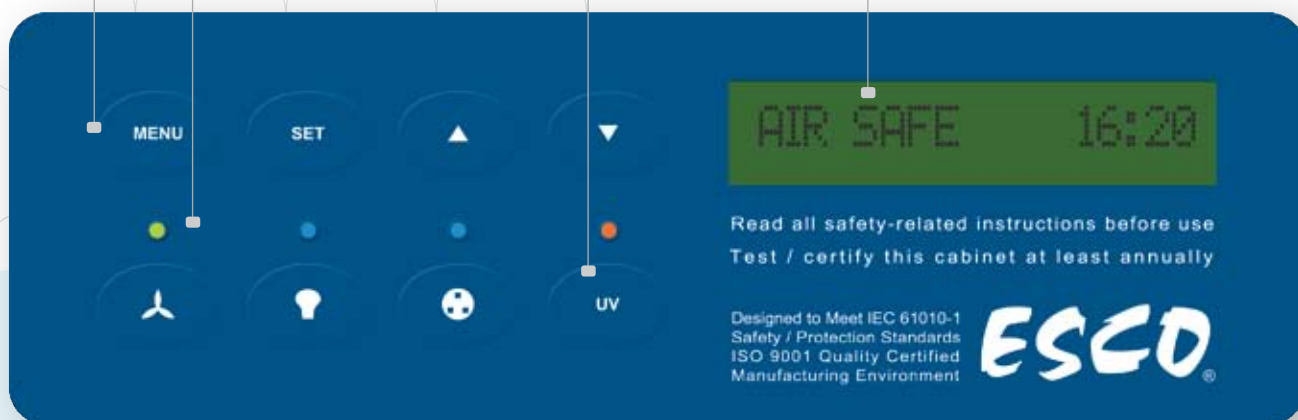 MENU SET ▲ ▼
UV
AIR SAFE 16:20
Read all safety-related instructions before use
Test / certify this cabinet at least annually
Designed to Meet IEC 61010-1
Safety / Protection Standards
ISO 9001 Quality Certified
Manufacturing Environment
ESCO®